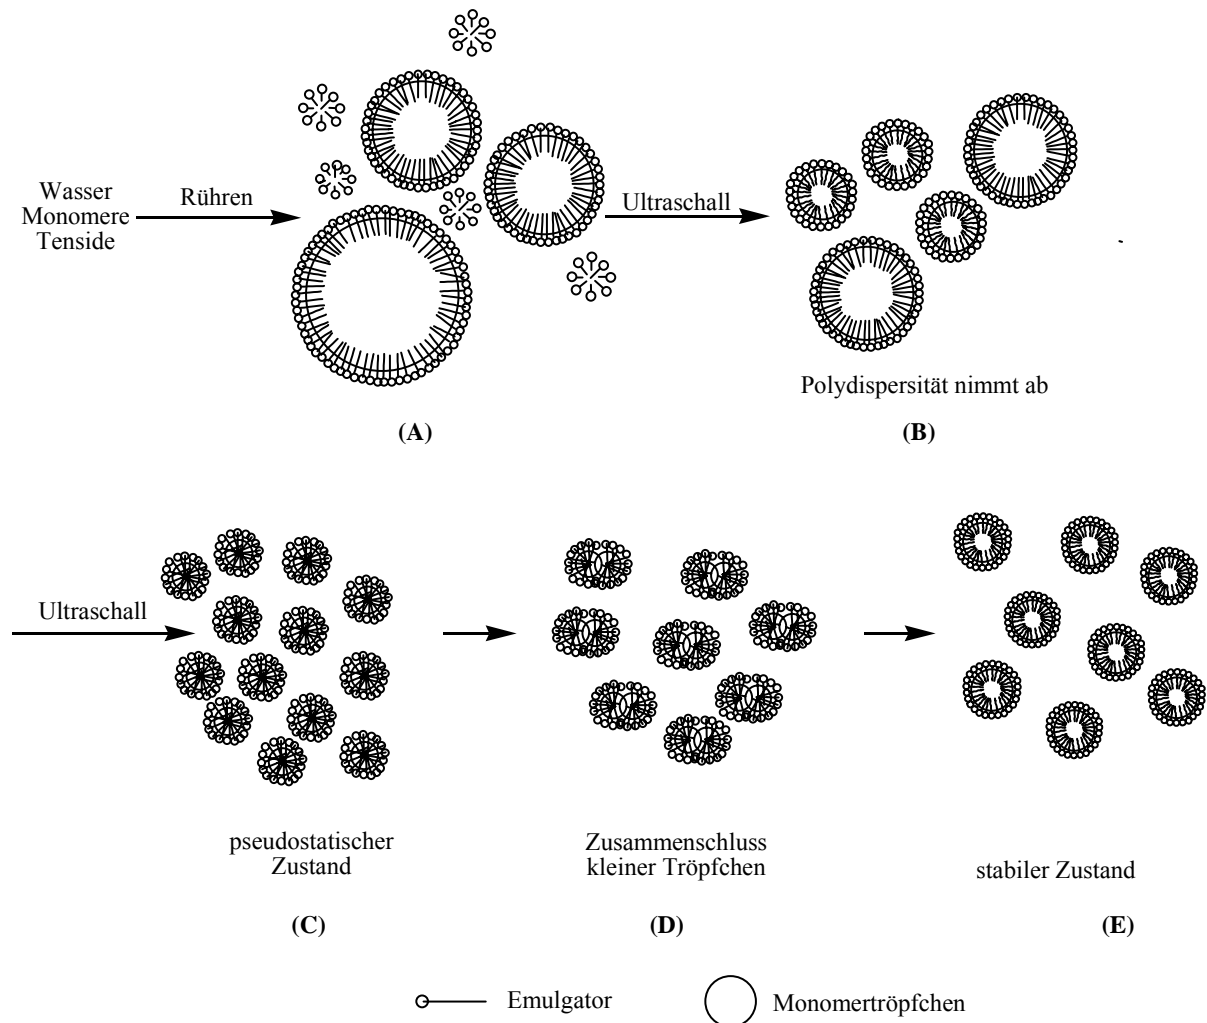 Wasser
Monomere
Tenside
Rühren
Ultraschall
Polydispersität nimmt ab
(A)
(B)
Ultraschall
pseudostatischer
Zustand
Zusammenschluss
kleiner Tröpfchen
stabiler Zustand
(C)
(D)
(E)
Emulgator
Monomertröpfchen